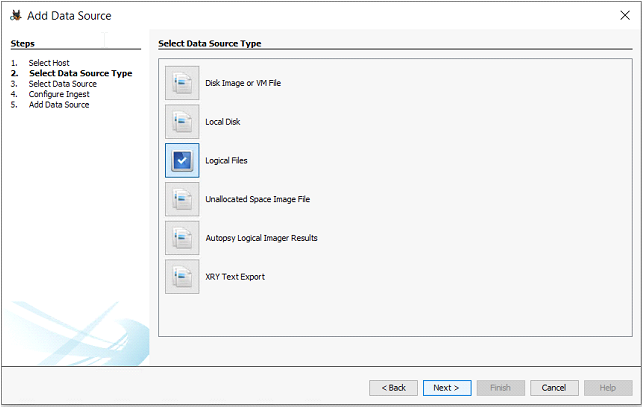 Add Data Source
Steps
1. Select Host
2. Select Data Source Type
3. Select Data Source
4. Configure Ingest
5. Add Data Source
Select Data Source Type
Disk Image or VM File
Local Disk
Logical Files
Unallocated Space Image File
Autopsy Logical Imager Results
XRY Text Export
< Back
Next >
Finish
Cancel
Help